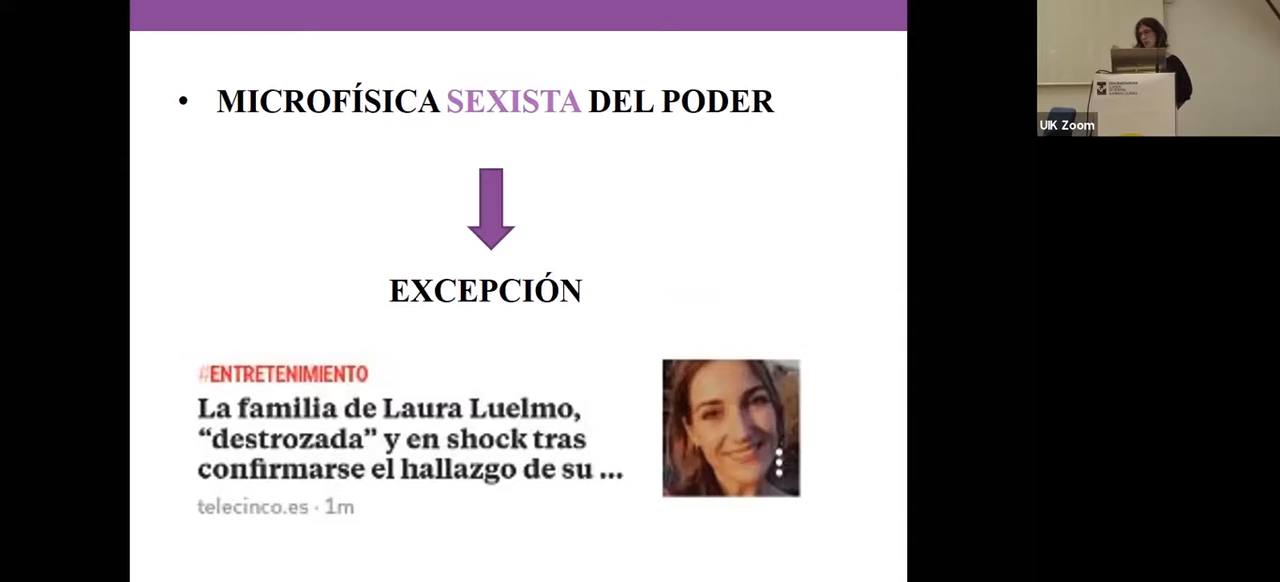 • MICROFÍSICA SEXISTA DEL PODER
EXCEPCIÓN
#ENTRETENIMIENTO
La familia de Laura Luelmo,
“destrozada” y en shock tras
confirmarse el hallazgo de su ...
telecinco.es · 1m
UIK Zoom